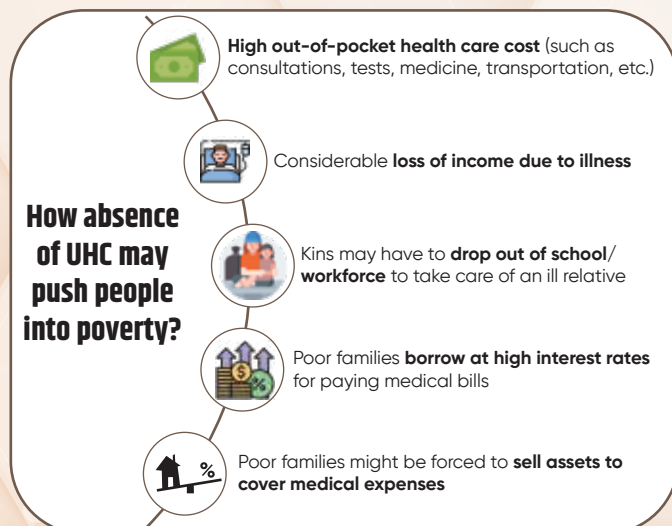 How absence
of UHC may
push people
into poverty?
High out-of-pocket health care cost (such as
consultations, tests, medicine, transportation, etc.)
Considerable loss of income due to illness
Kins may have to drop out of school/
workforce to take care of an ill relative
Poor families borrow at high interest rates
for paying medical bills
Poor families might be forced to sell assets to
cover medical expenses
$
%
%